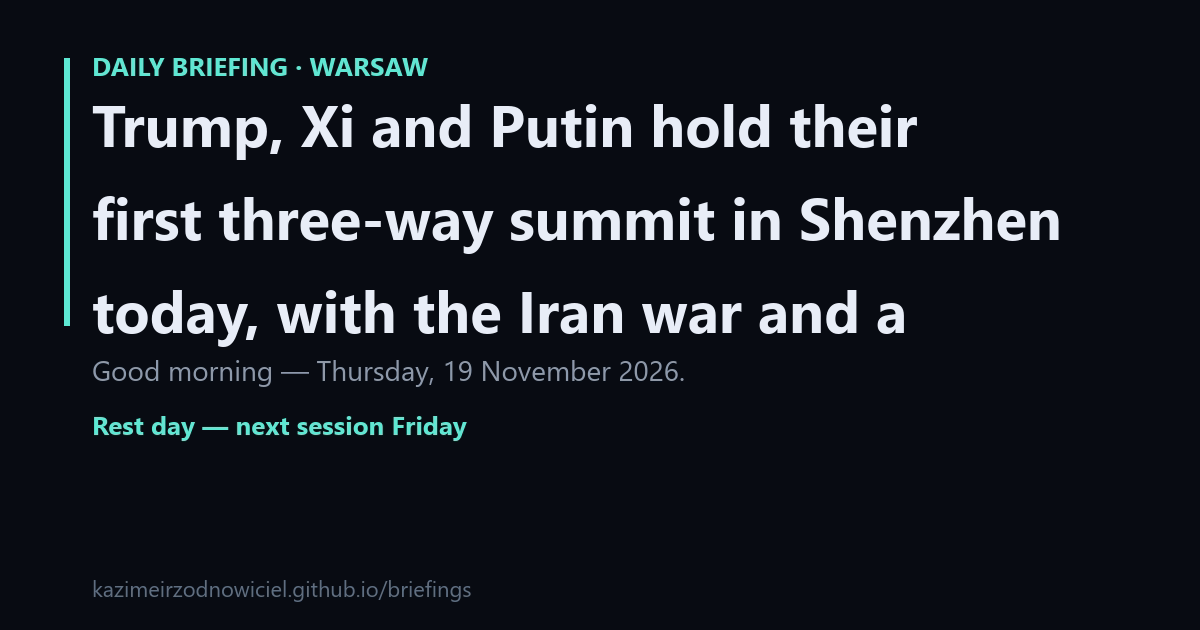 DAILY BRIEFING · WARSAW
Trump, Xi and Putin hold their
first three-way summit in Shenzhen
today, with the Iran war and a
Good morning — Thursday, 19 November 2026.
Rest day — next session Friday
kazimeirzodnowiciel.github.io/briefings